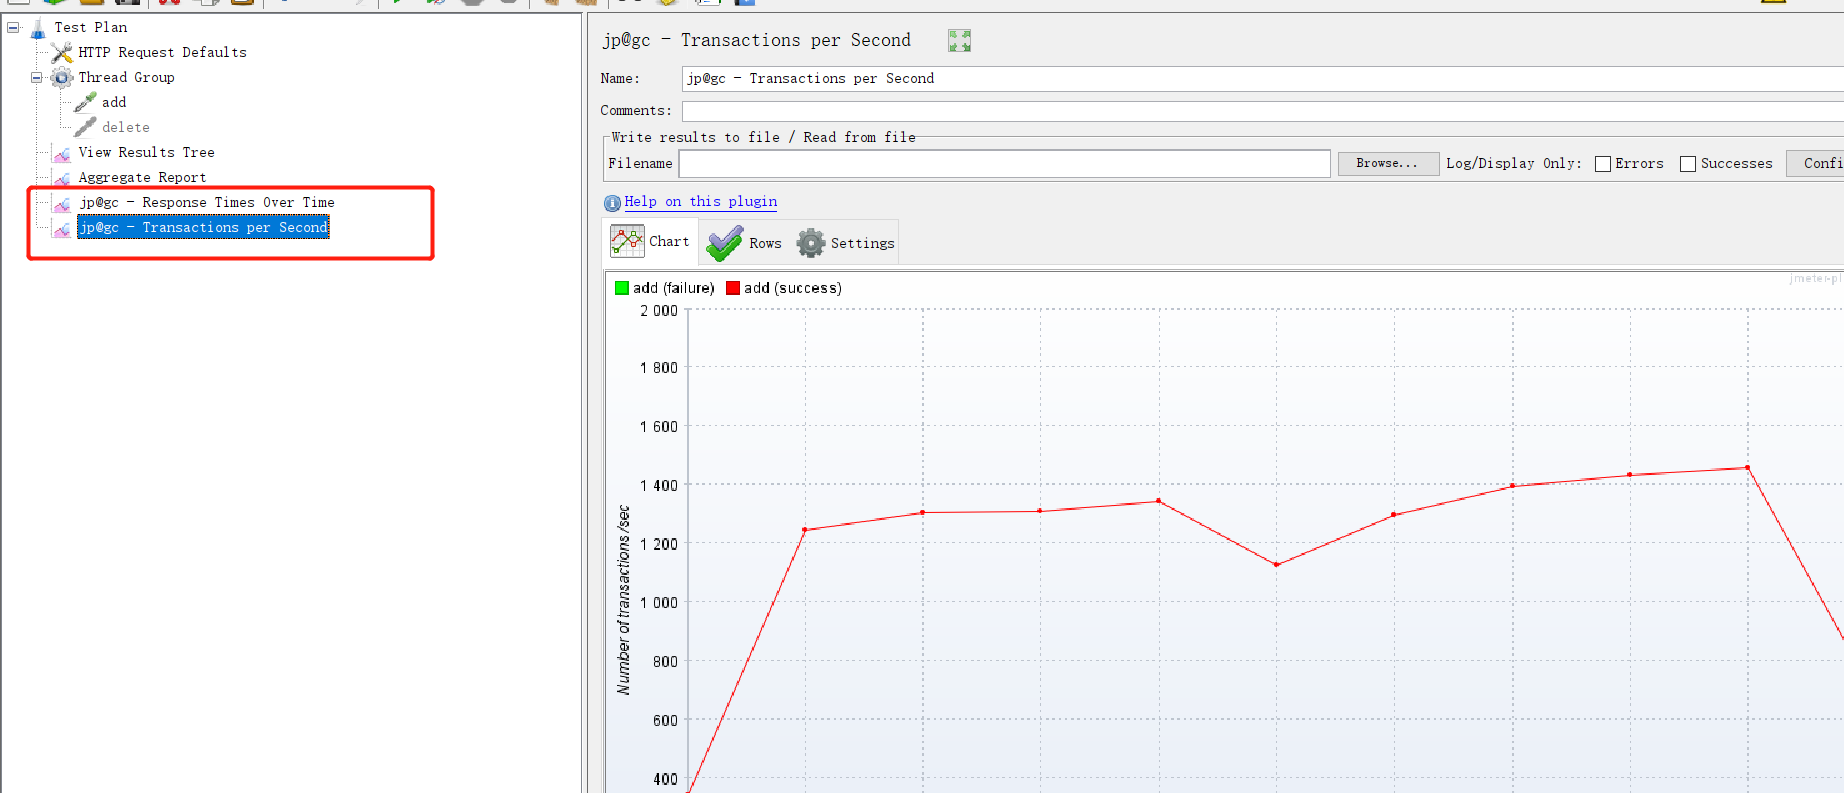 Test Plan
HTTP Request Defaults
Thread Group
add
delete
View Results Tree
Aggregate Report
jp@gc - Response Times Over Time
jp@gc - Transactions per Second
jp@gc - Transactions per Second
Name: jp@gc - Transactions per Second
Comments:
Write results to file / Read from file
Filename Browse... Log/Display Only: Errors Successes Confi
Help on this plugin
Chart Rows Settings
jmeter-pl
add (failure) add (success)
2 000
1 800
1 600
1 400
1 200
1 000
800
600
400
Number of transactions /sec